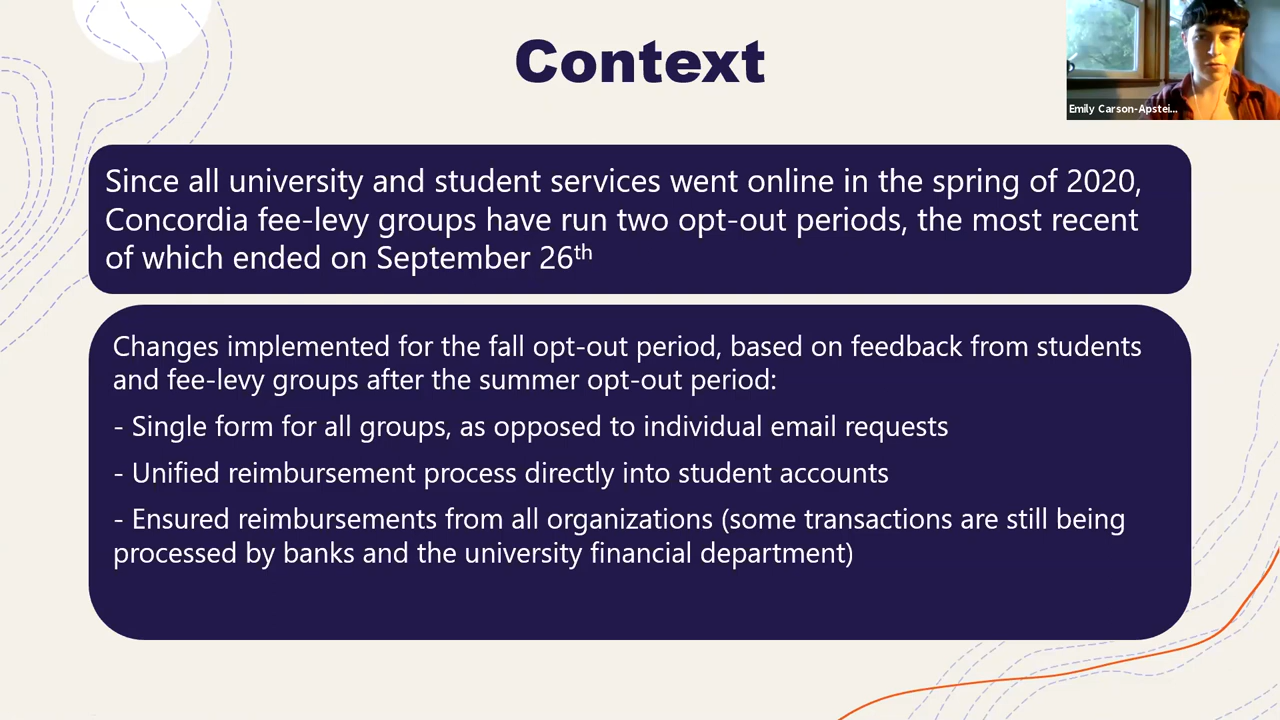 Context
Emily Carson-Apstei...
Since all university and student services went online in the spring of 2020,
Concordia fee-levy groups have run two opt-out periods, the most recent
of which ended on September 26th
Changes implemented for the fall opt-out period, based on feedback from students
and fee-levy groups after the summer opt-out period:
- Single form for all groups, as opposed to individual email requests
- Unified reimbursement process directly into student accounts
- Ensured reimbursements from all organizations (some transactions are still being
processed by banks and the university financial department)